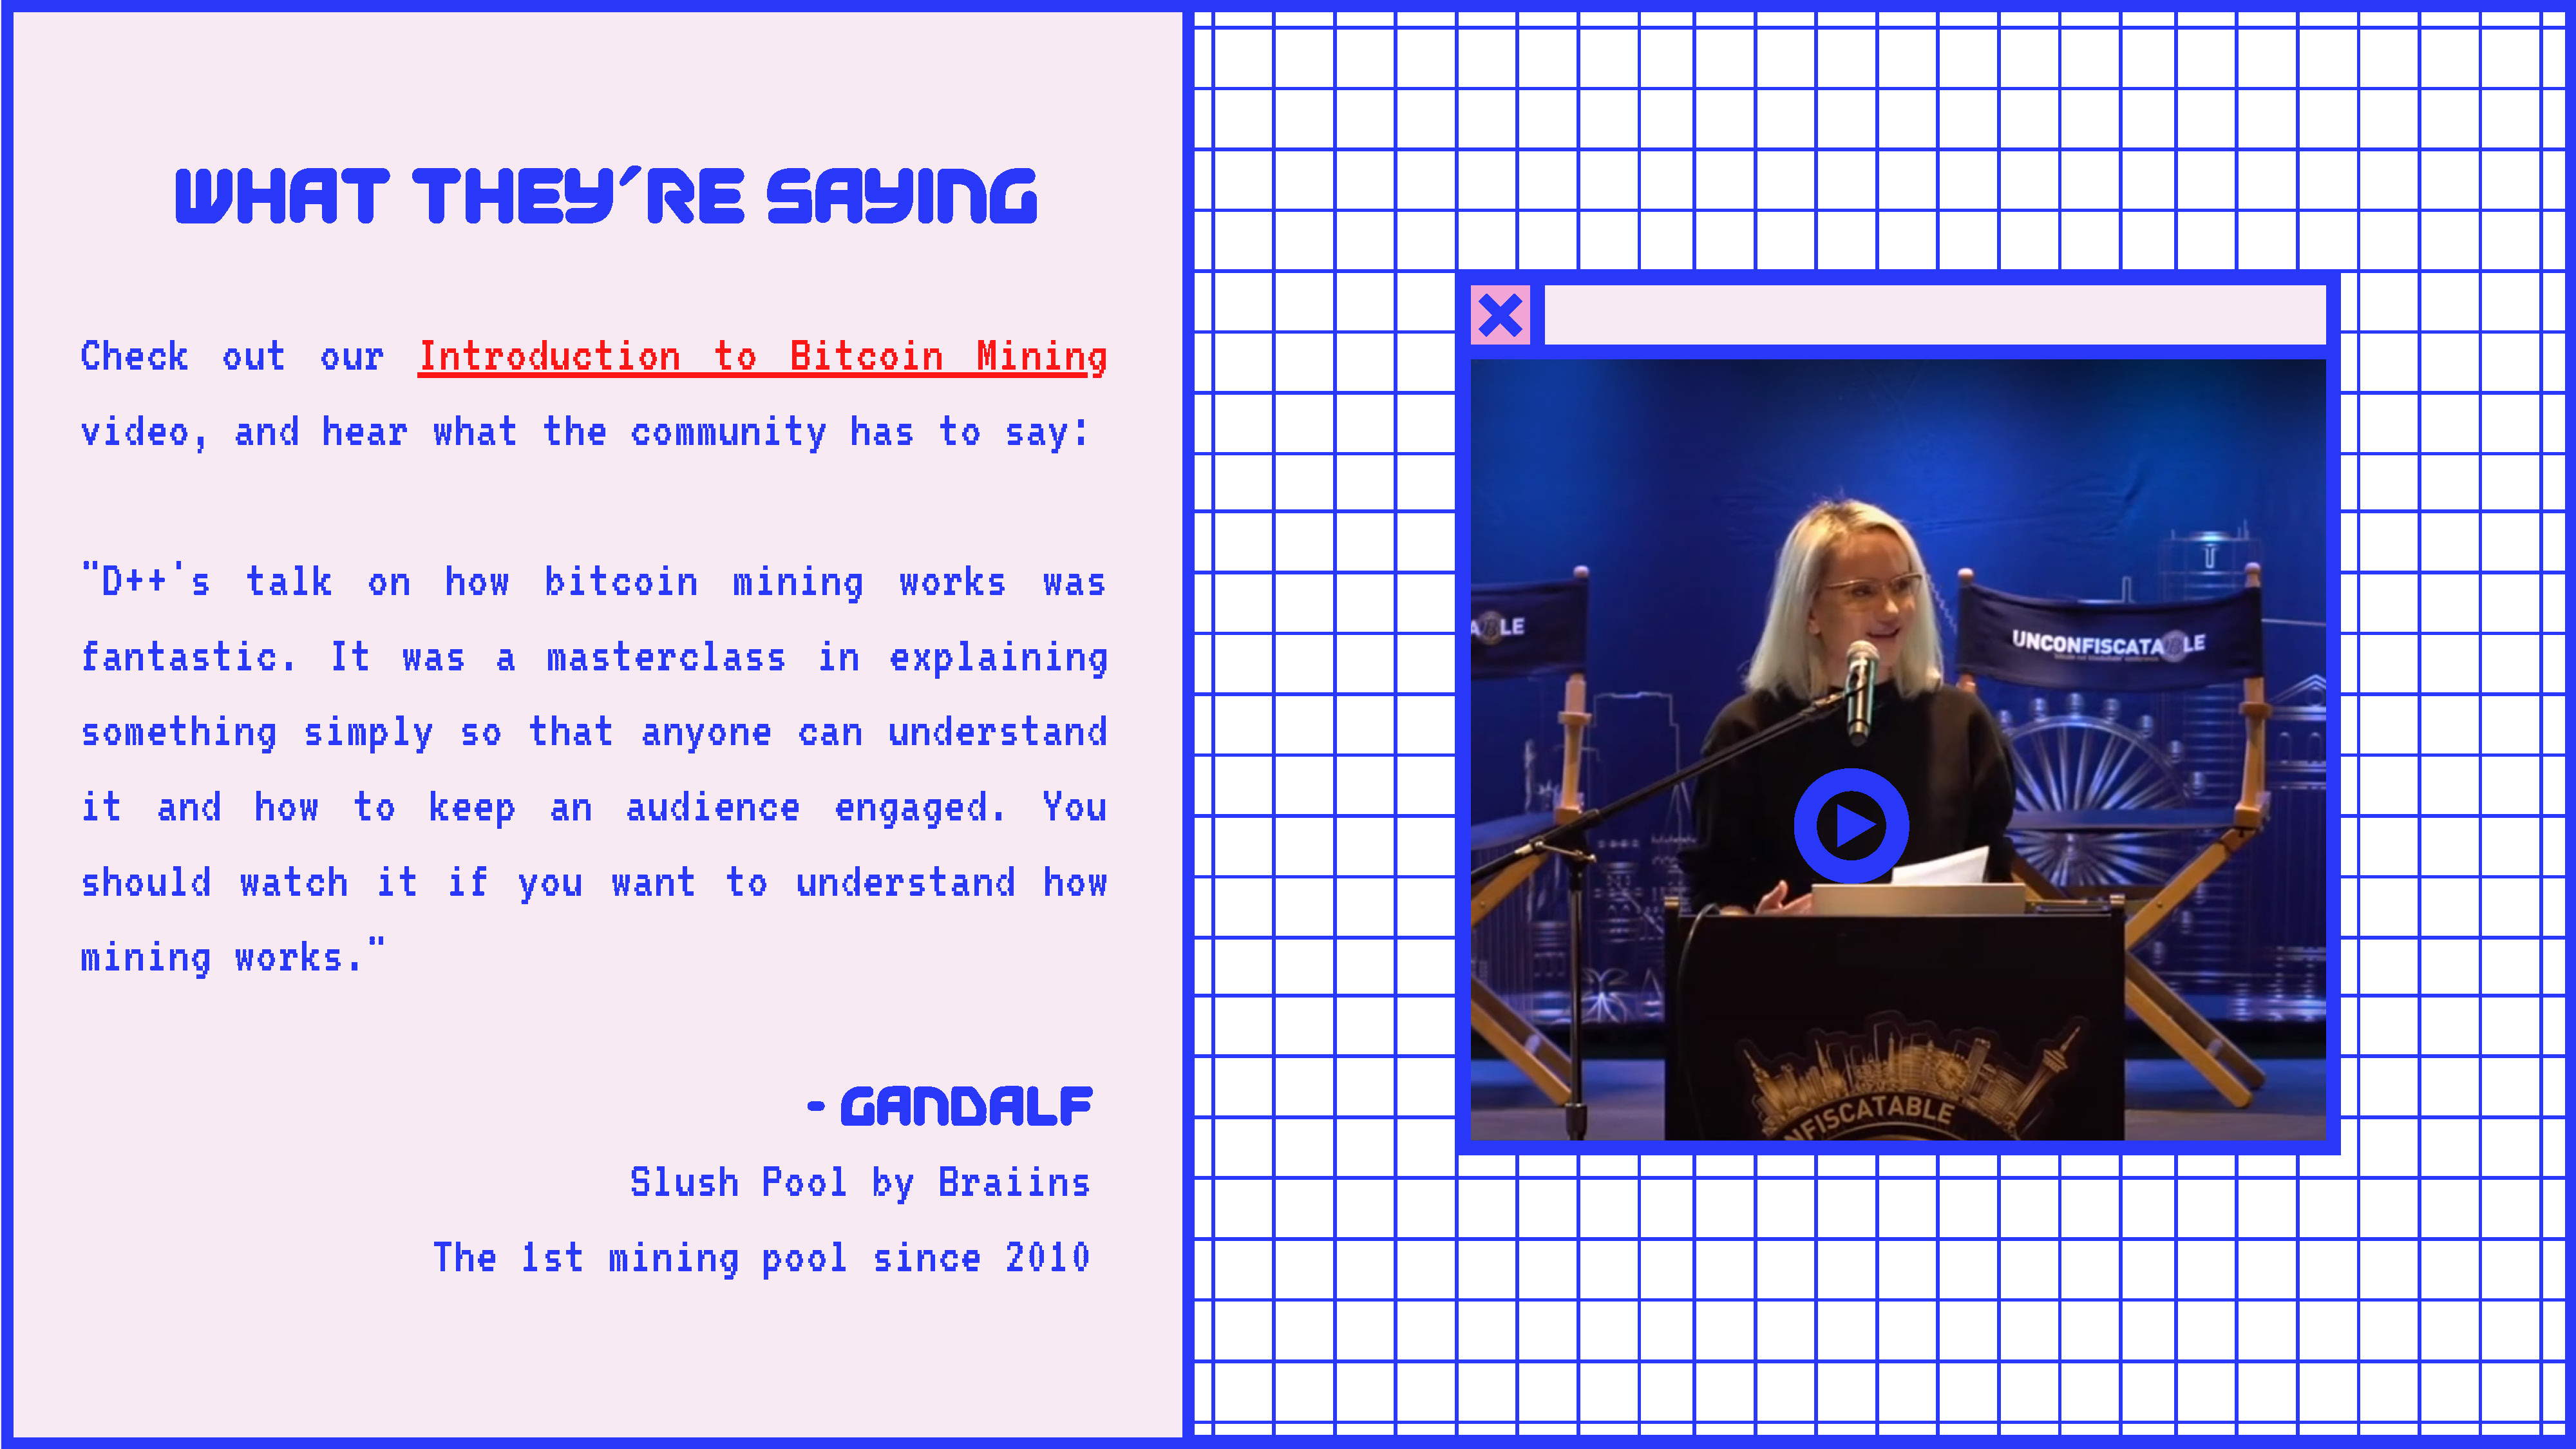 WHAT THEY'RE SAYING
Check out our Introduction to Bitcoin Mining
video, and hear what the community has to say:
"D++'s talk on how bitcoin mining works was
fantastic. It was a masterclass in explaining
something simply so that anyone can understand
it and how to keep an audience engaged. You
should watch it if you want to understand how
mining works."
- GANDALF
Slush Pool by Braiins
The 1st mining pool since 2010
ABLE
UNCONFISCATABLE
NFISCATABLE